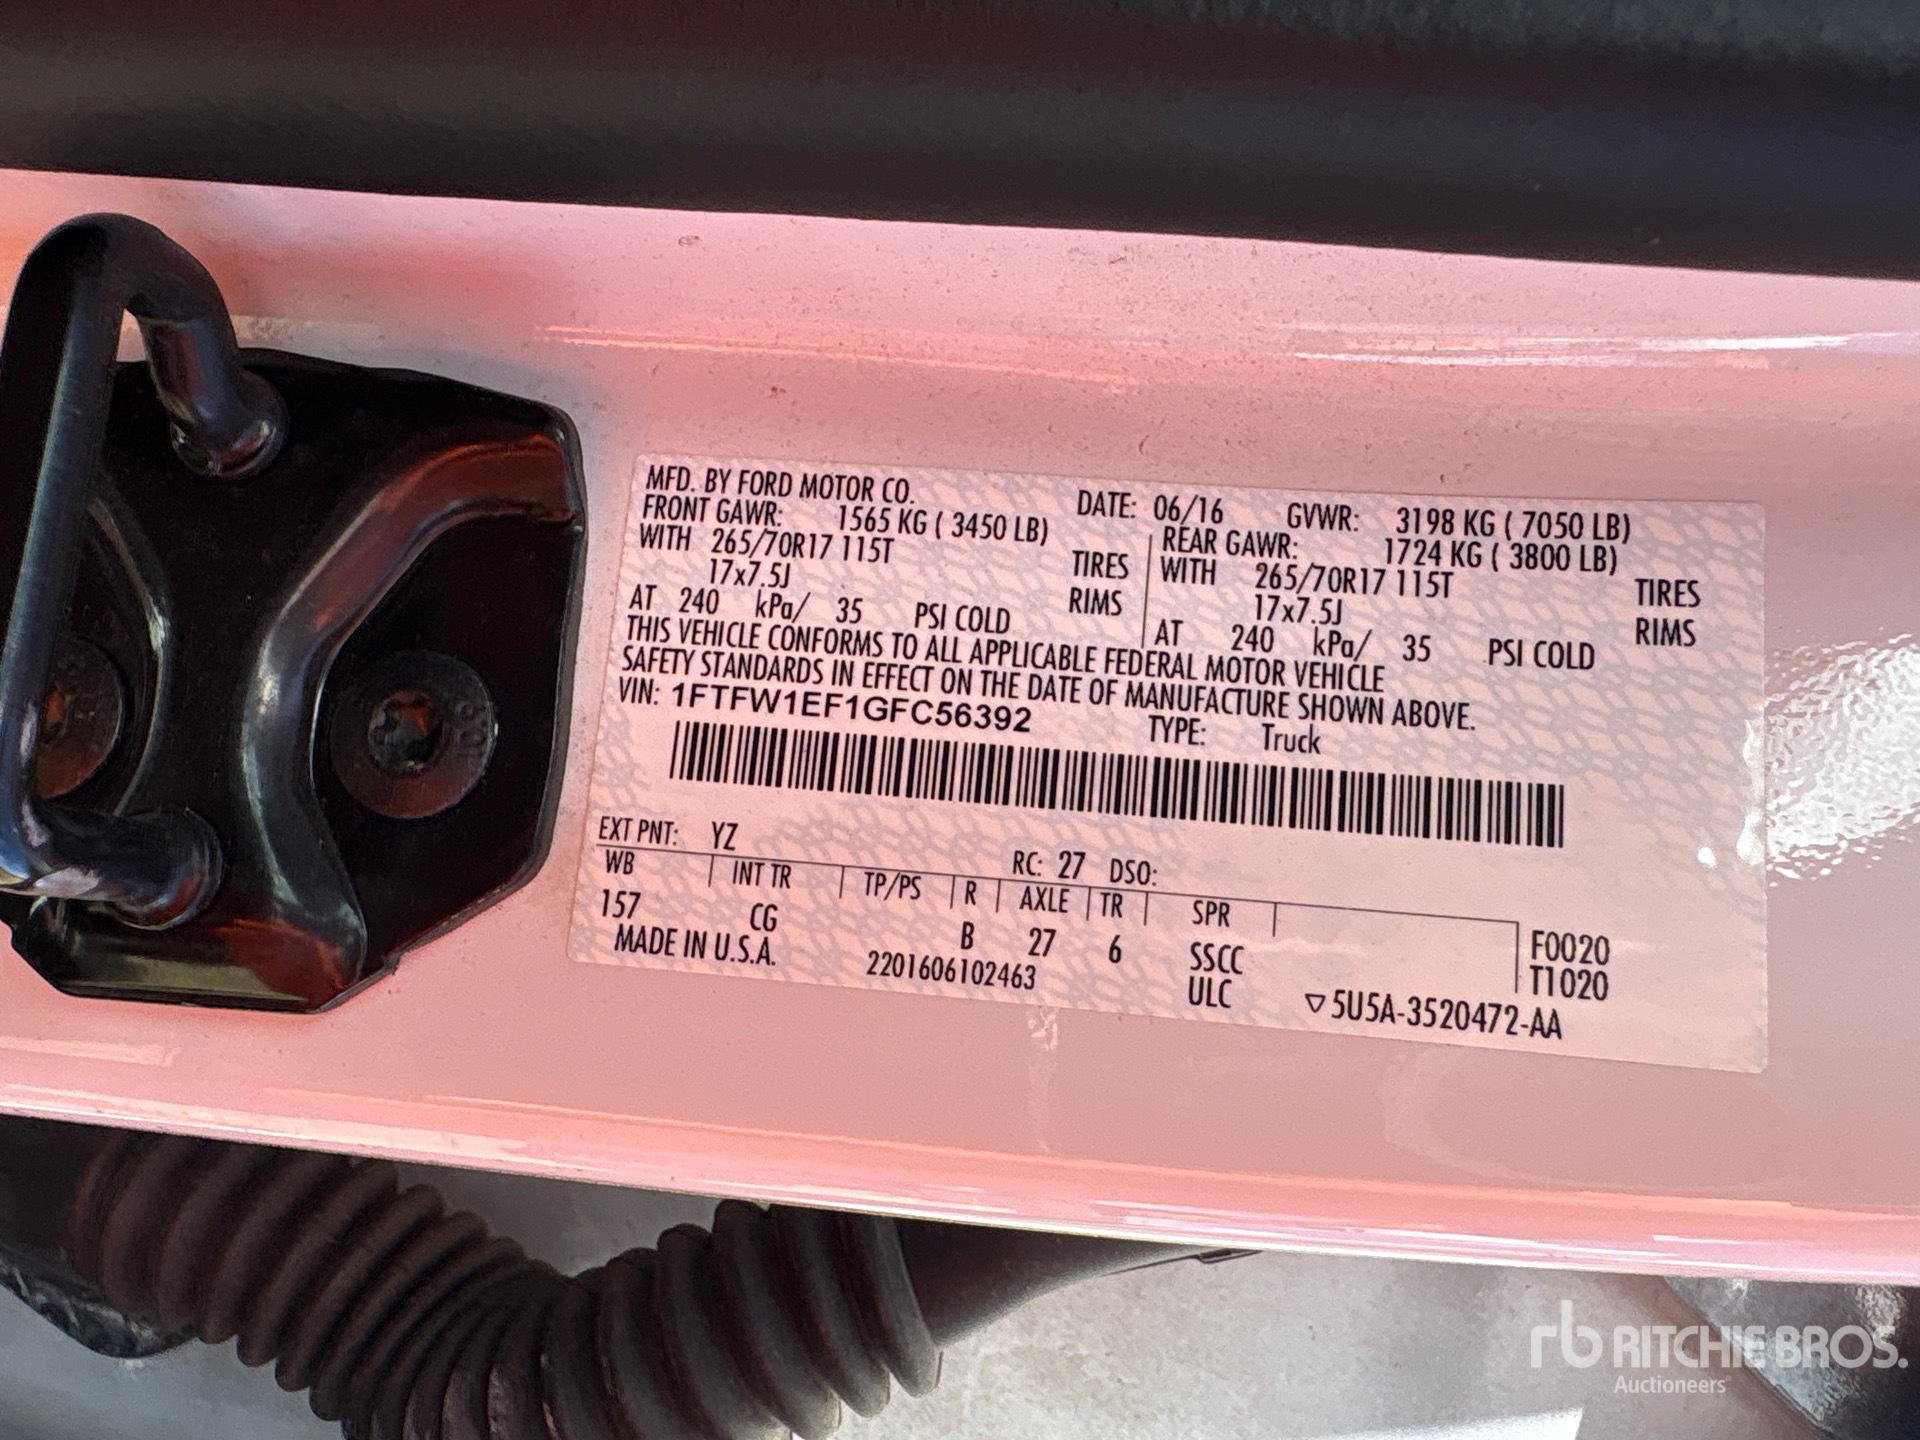 MFD. BY FORD MOTOR CO. DATE: 06/16 GVWR: 3198 KG ( 7050 LB)
FRONT GAWR: 1565 KG ( 3450 LB) REAR GAWR: 1724 KG ( 3800 LB)
WITH 265/70R17 115T TIRES WITH 265/70R17 115T TIRES
17x7.5J RIMS 17x7.5J RIMS
AT 240 kPa/ 35 PSI COLD AT 240 kPa/ 35 PSI COLD
THIS VEHICLE CONFORMS TO ALL APPLICABLE FEDERAL MOTOR VEHICLE
SAFETY STANDARDS IN EFFECT ON THE DATE OF MANUFACTURE SHOWN ABOVE.
VIN: 1FTFW1EF1GFC56392 TYPE: Truck
EXT PNT: YZ RC: 27 DSO:
WB INT TR TP/PS R AXLE TR SPR
157 CG B 27 6 SSCC F0020
MADE IN U.S.A. 2201606102463 ULC T1020
▽5U5A-3520472-AA
rb RITCHIE BROS.
Auctioneers